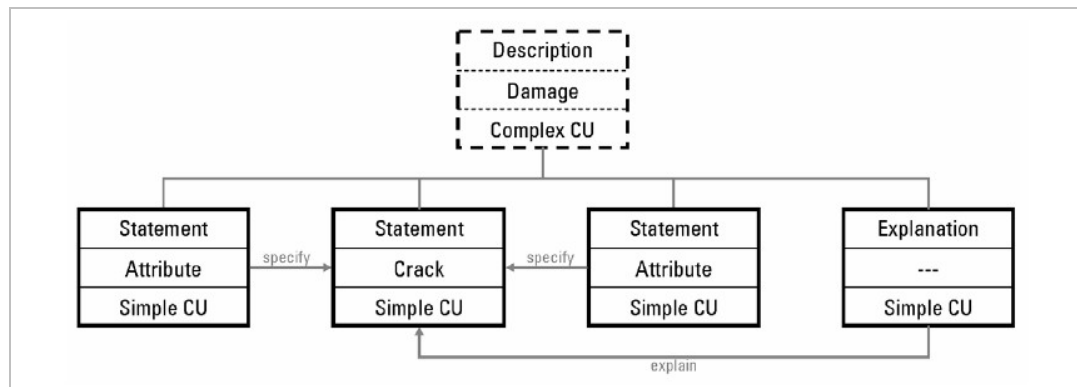 Description
Damage
Complex CU
Statement
Attribute
Simple CU
specify
Statement
Crack
Simple CU
specify
Statement
Attribute
Simple CU
Explanation
---
Simple CU
explain